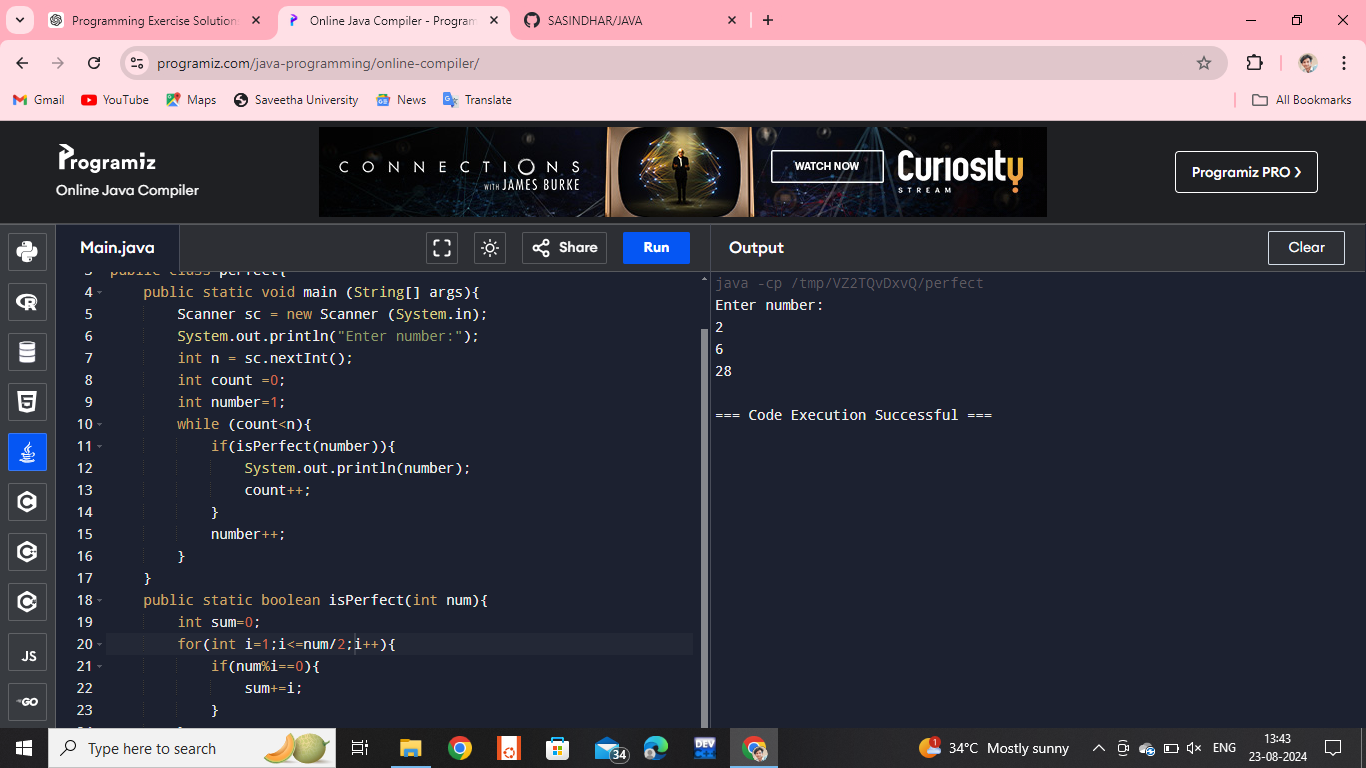 Programming Exercise Solution
Online Java Compiler - Program
SASINDHAR/JAVA
programiz.com/java-programming/online-compiler/
Gmail
YouTube
Maps
Saveetha University
News
Translate
All Bookmarks
Programiz
Online Java Compiler
CONNECTIONS
WITH JAMES BURKE
WATCH NOW
CURIOSITY
STREAM
Programiz PRO ›
Main.java
Share
Run
Output
Clear
3 public class perfect{
4 public static void main (String[] args){
5 Scanner sc = new Scanner (System.in);
6 System.out.println("Enter number:");
7 int n = sc.nextInt();
8 int count =0;
9 int number=1;
10 while (count<n){
11 if(isPerfect(number)){
12 System.out.println(number);
13 count++;
14 }
15 number++;
16 }
17 }
18 public static boolean isPerfect(int num){
19 int sum=0;
20 for(int i=1;i<=num/2;i++){
21 if(num%i==0){
22 sum+=i;
23 }
java -cp /tmp/VZ2TQvDxvQ/perfect
Enter number:
2
6
28
=== Code Execution Successful ===
JS
GO
Type here to search
34
DEV
1
34°C Mostly sunny
ENG
13:43
23-08-2024